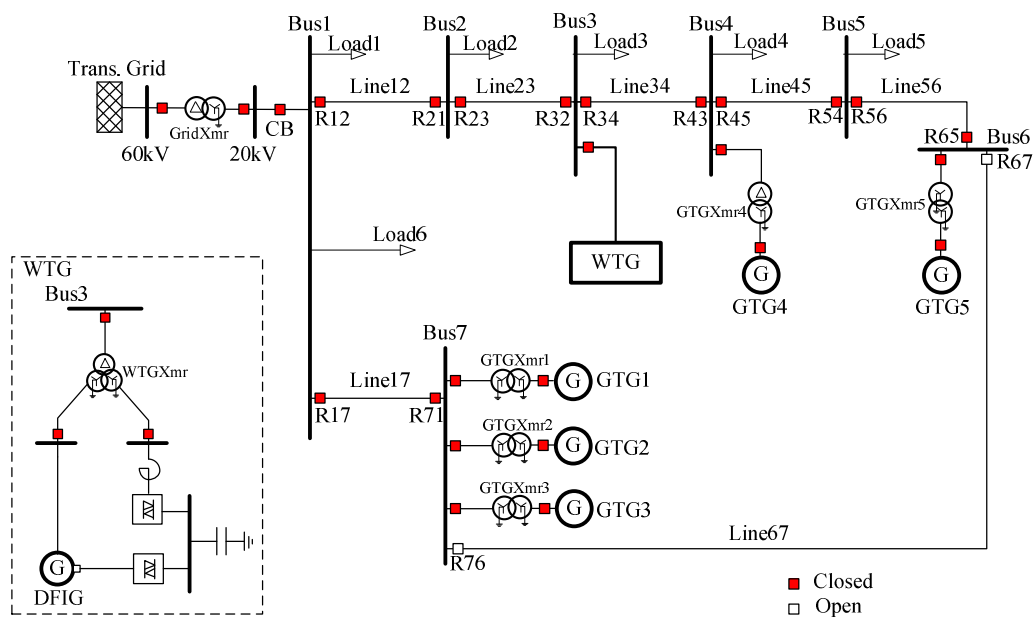 Bus1
Bus2
Bus3
Bus4
Bus5
Load1
Load2
Load3
Load4
Load5
Trans. Grid
Line12
Line23
Line34
Line45
Line56
GridXmr
CB
R12
R21
R23
R32
R34
R43
R45
R54
R56
60kV
20kV
R65
Bus6
R67
GTGXmr4
GTGXmr5
Load6
WTG
G
G
GTG4
GTG5
WTG
Bus3
WTGXmr
Bus7
GTGXmr1
G
GTG1
Line17
R17
R71
GTGXmr2
G
GTG2
GTGXmr3
G
GTG3
Line67
R76
G
DFIG
Closed
Open